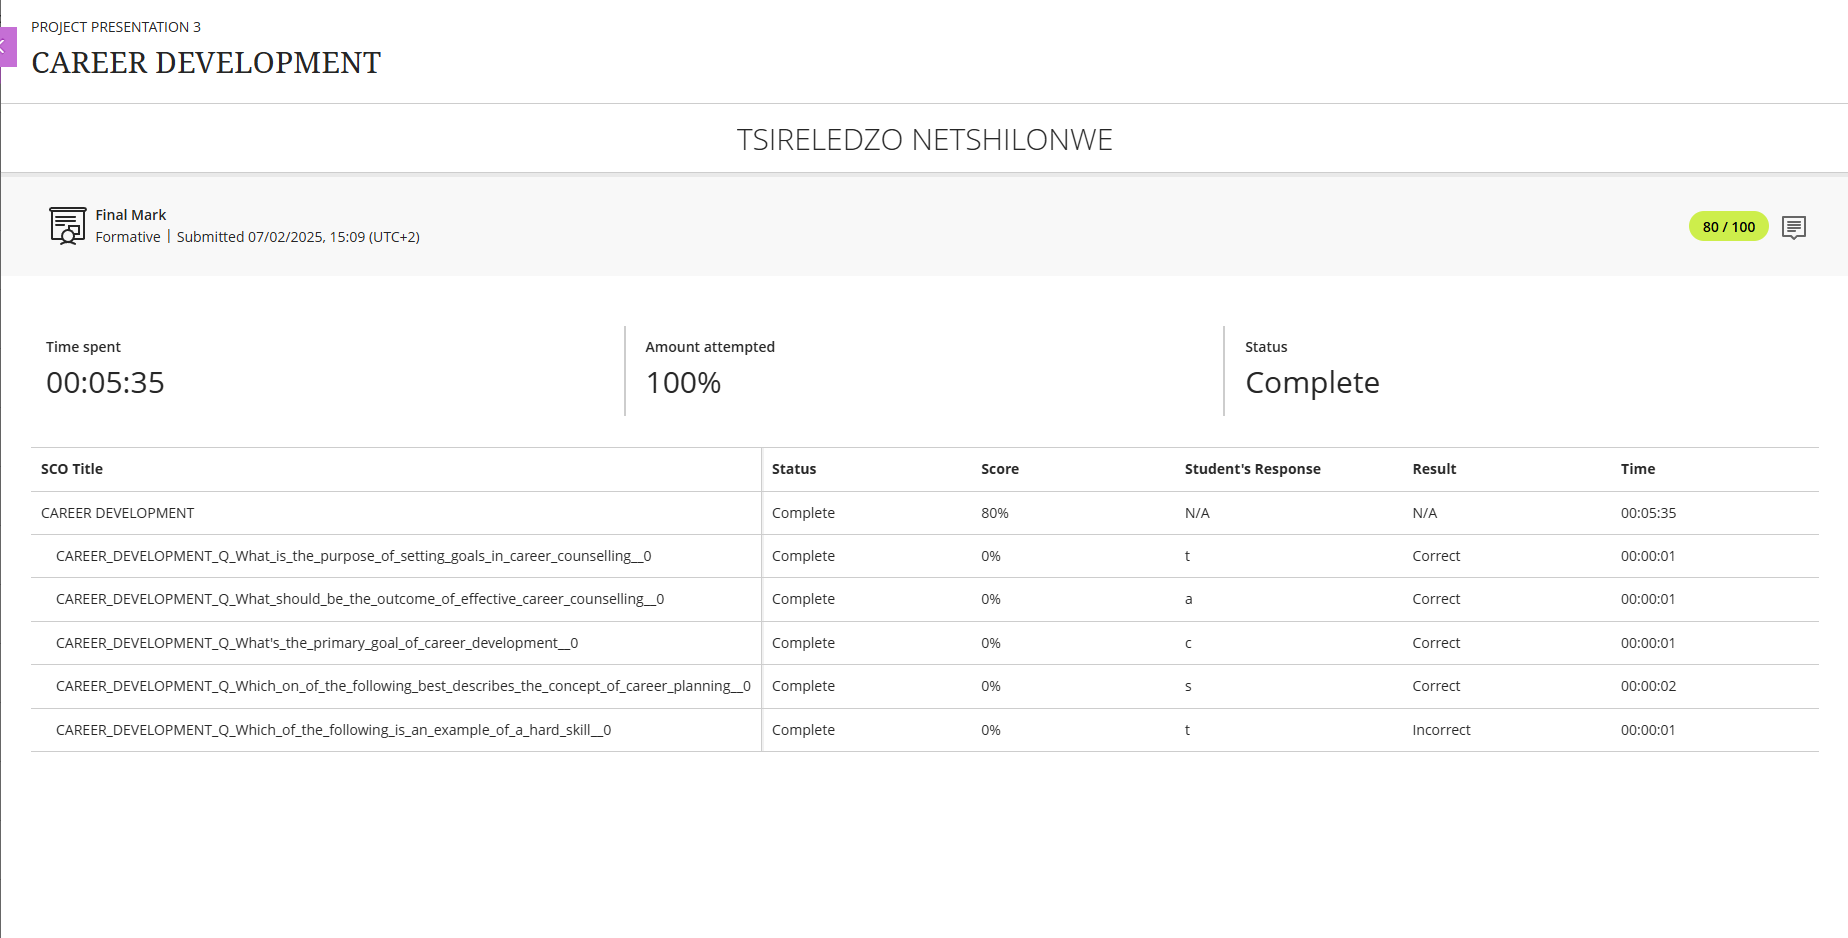 PROJECT PRESENTATION 3
CAREER DEVELOPMENT
TSIRELEDZO NETSHILONWE
Final Mark
Formative | Submitted 07/02/2025, 15:09 (UTC+2)
80 / 100
Time spent
00:05:35
Amount attempted
100%
Status
Complete
SCO Title Status Score Student's Response Result Time
CAREER DEVELOPMENT Complete 80% N/A N/A 00:05:35
CAREER_DEVELOPMENT_Q_What_is_the_purpose_of_setting_goals_in_career_counselling__0 Complete 0% t Correct 00:00:01
CAREER_DEVELOPMENT_Q_What_should_be_the_outcome_of_effective_career_counselling__0 Complete 0% a Correct 00:00:01
CAREER_DEVELOPMENT_Q_What's_the_primary_goal_of_career_development__0 Complete 0% c Correct 00:00:01
CAREER_DEVELOPMENT_Q_Which_on_of_the_following_best_describes_the_concept_of_career_planning__0 Complete 0% s Correct 00:00:02
CAREER_DEVELOPMENT_Q_Which_of_the_following_is_an_example_of_a_hard_skill__0 Complete 0% t Incorrect 00:00:01